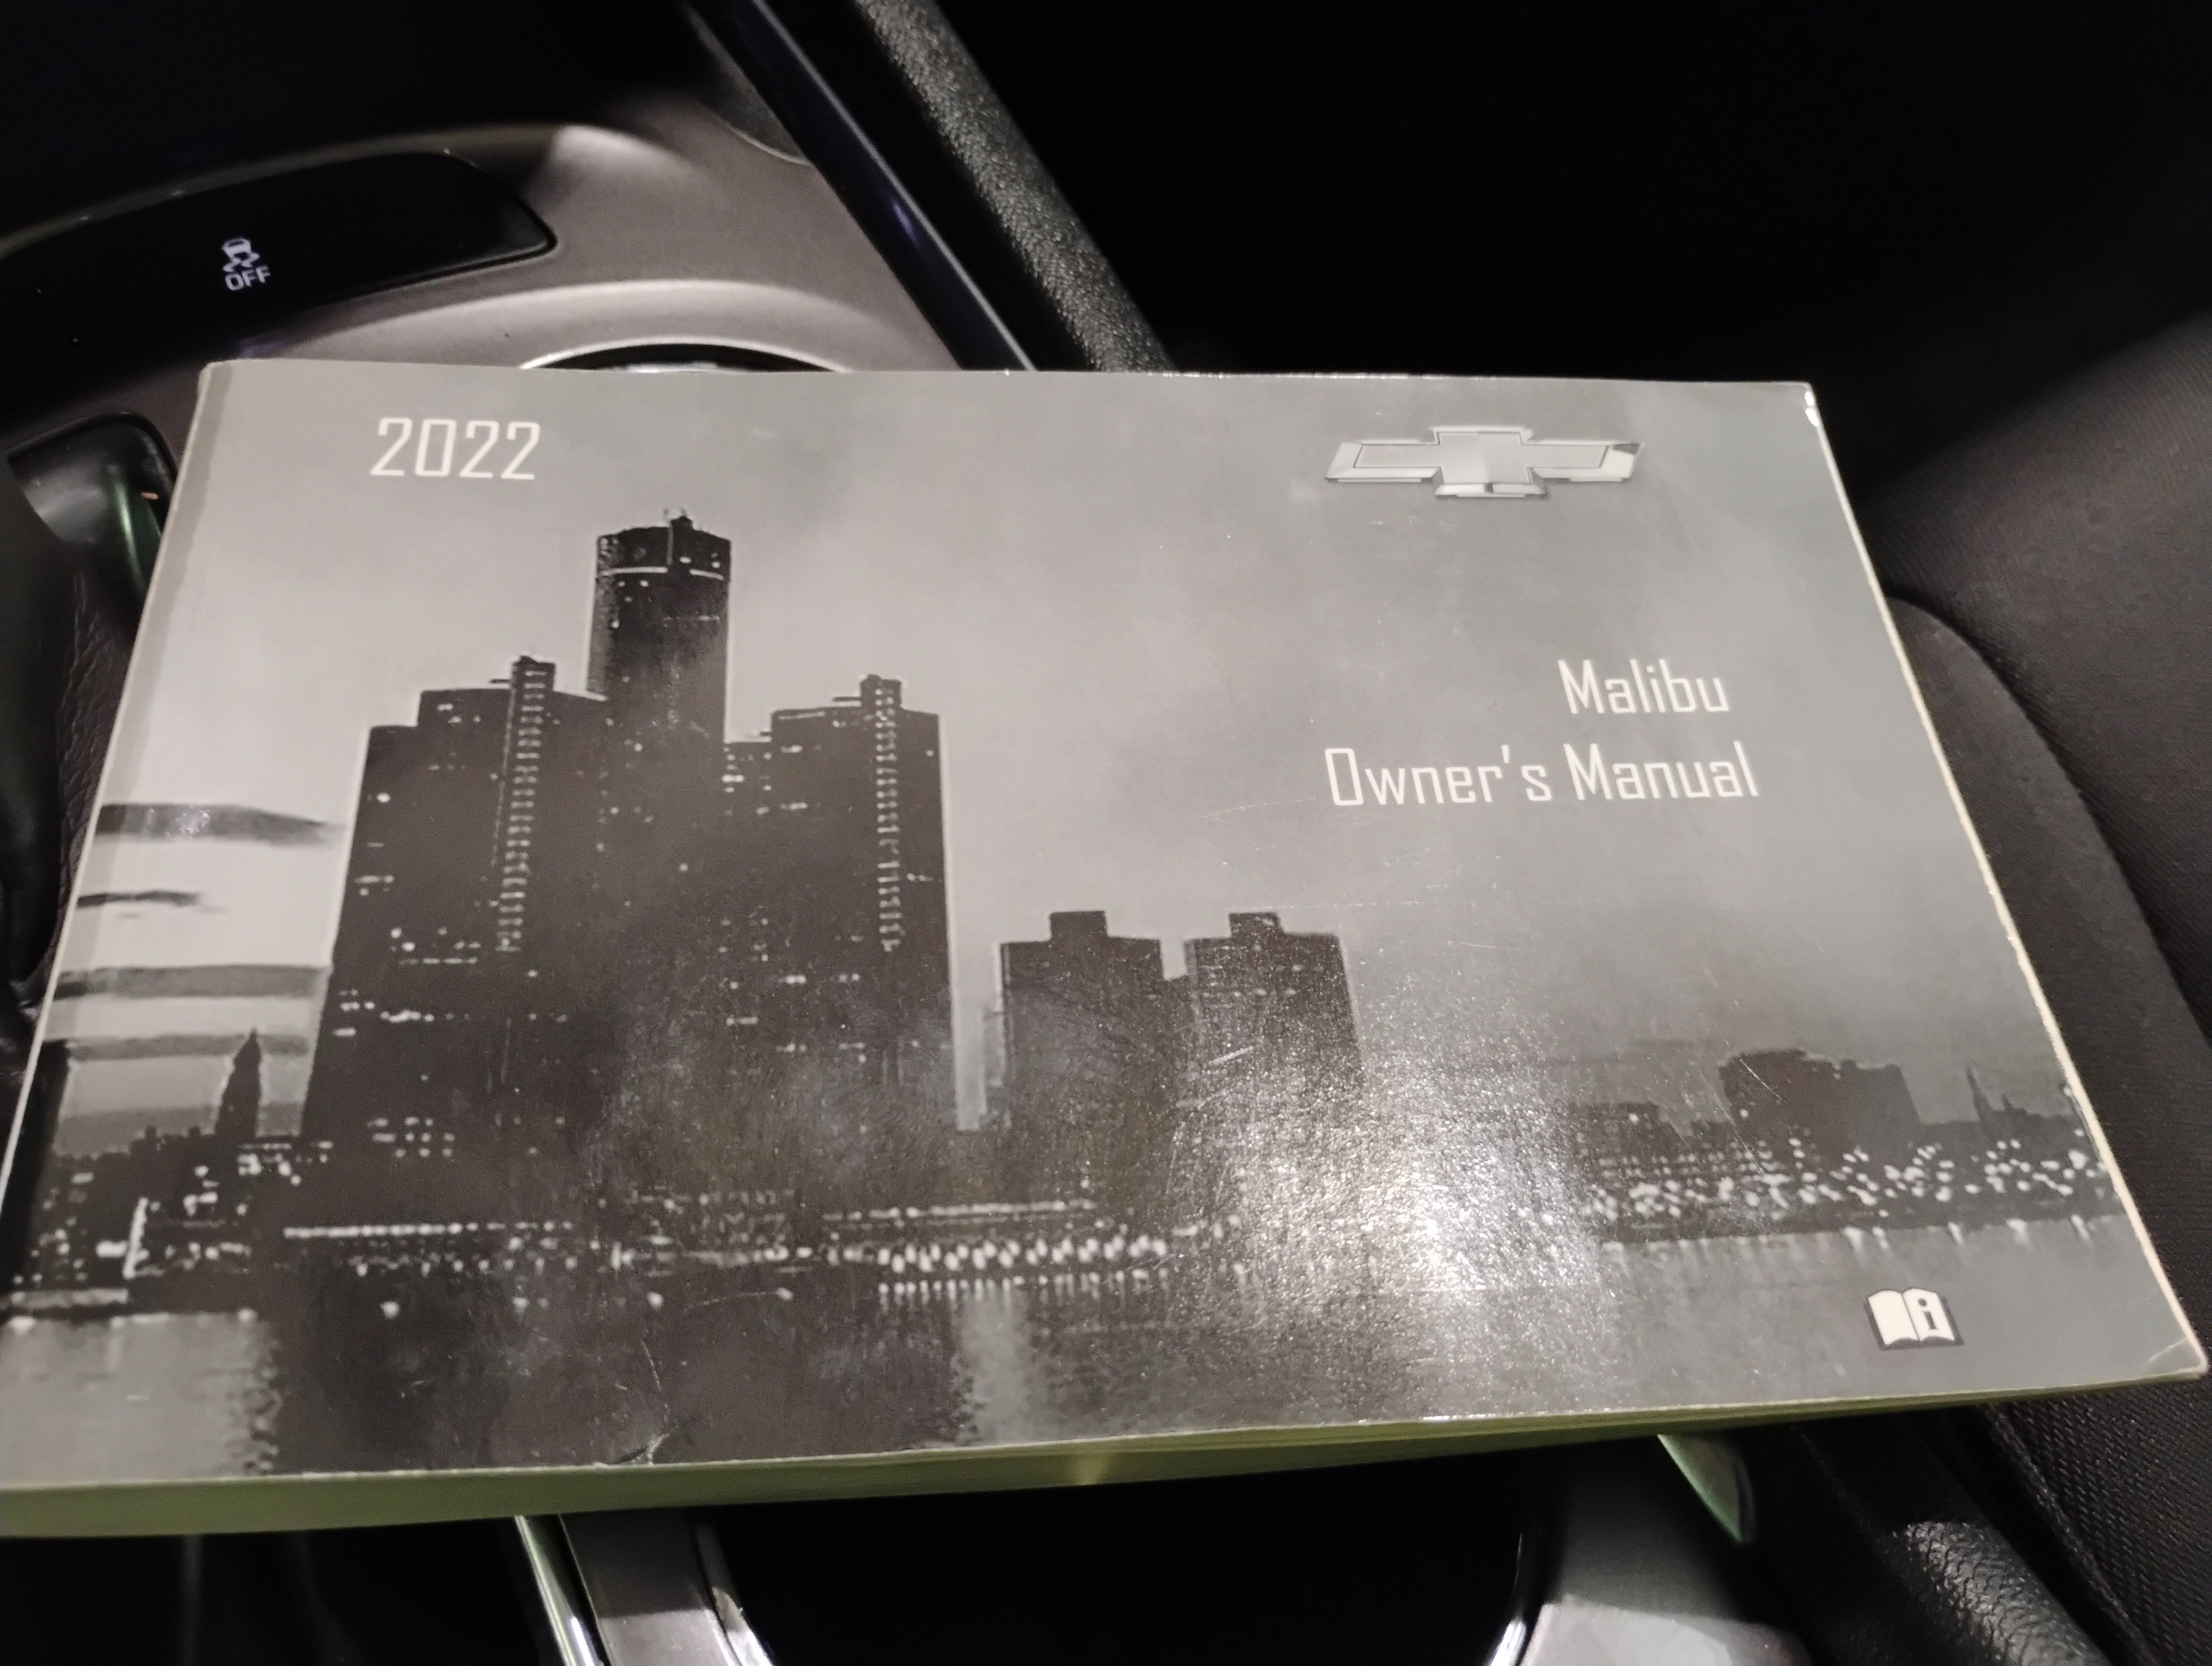 OFF
2022
Malibu
Owner's Manual
i